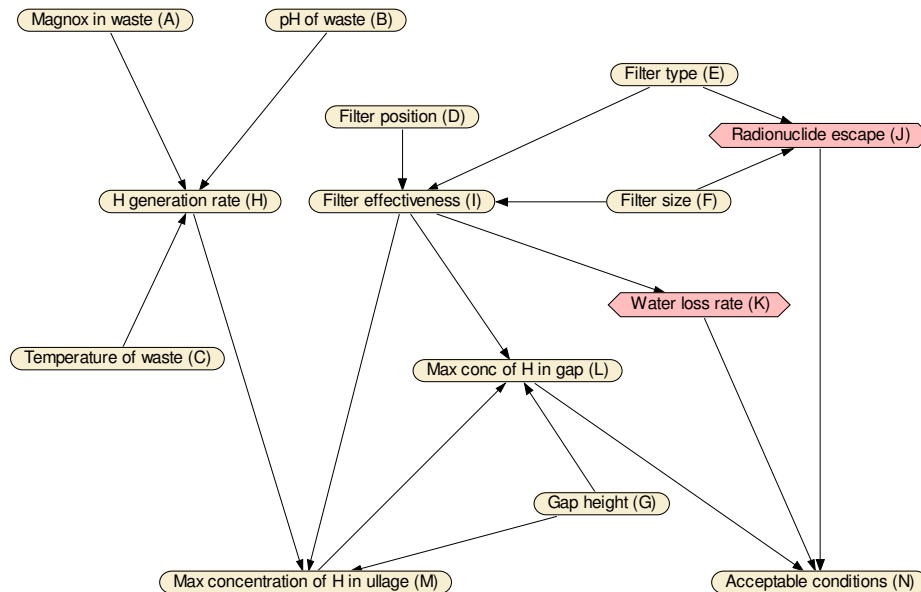 Magnox in waste (A)
pH of waste (B)
Filter type (E)
Filter position (D)
Radionuclide escape (J)
H generation rate (H)
Filter effectiveness (I)
Filter size (F)
Water loss rate (K)
Temperature of waste (C)
Max conc of H in gap (L)
Gap height (G)
Max concentration of H in ullage (M)
Acceptable conditions (N)